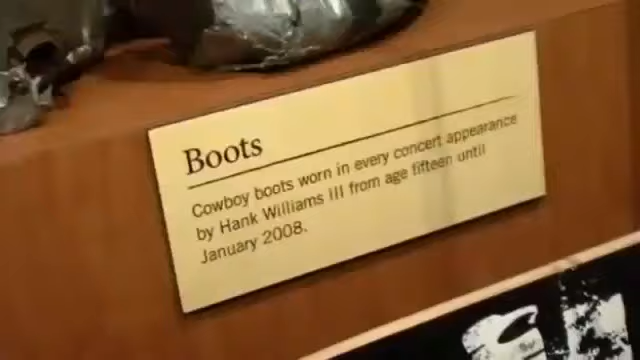 Boots
Cowboy boots worn in every concert appearance
by Hank Williams III from age fifteen until
January 2008.